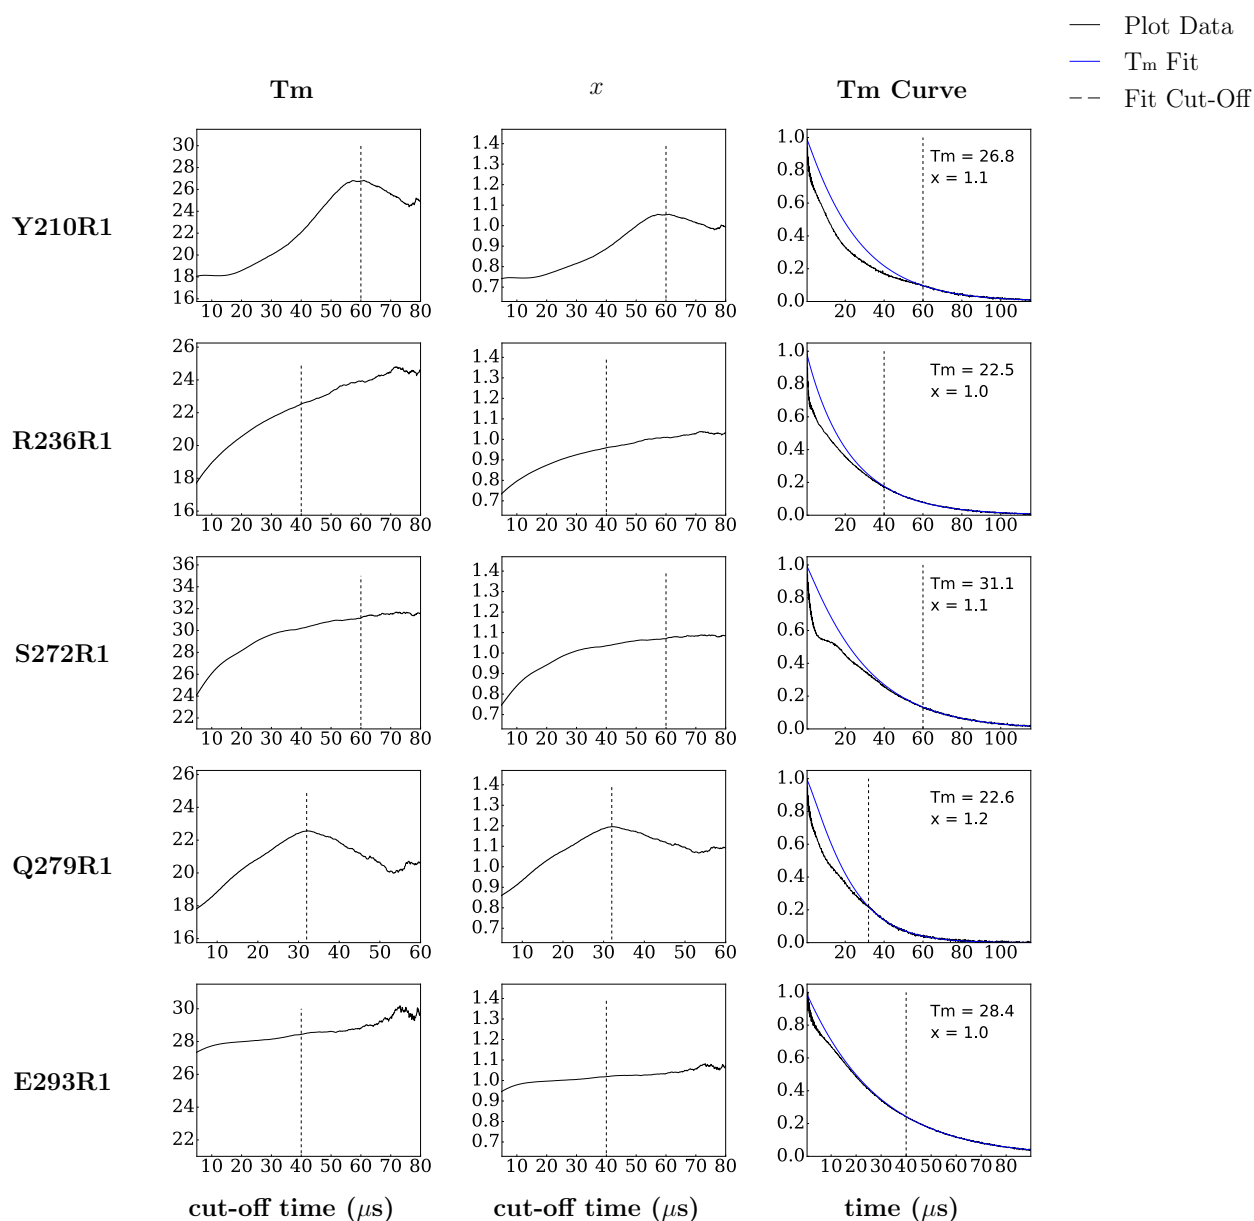 Plot Data
Tm Fit
Fit Cut-Off
Tm
x
Tm Curve
Y210R1
30
28
26
24
22
20
18
16
10 20 30 40 50 60 70 80
1.4
1.3
1.2
1.1
1.0
0.9
0.8
0.7
10 20 30 40 50 60 70 80
1.0
0.8
0.6
0.4
0.2
0.0
20 40 60 80 100
Tm = 26.8
x = 1.1
R236R1
26
24
22
20
18
16
10 20 30 40 50 60 70 80
1.4
1.3
1.2
1.1
1.0
0.9
0.8
0.7
10 20 30 40 50 60 70 80
1.0
0.8
0.6
0.4
0.2
0.0
20 40 60 80 100
Tm = 22.5
x = 1.0
S272R1
36
34
32
30
28
26
24
22
10 20 30 40 50 60 70 80
1.4
1.3
1.2
1.1
1.0
0.9
0.8
0.7
10 20 30 40 50 60 70 80
1.0
0.8
0.6
0.4
0.2
0.0
20 40 60 80 100
Tm = 31.1
x = 1.1
Q279R1
26
24
22
20
18
16
10 20 30 40 50 60
1.4
1.3
1.2
1.1
1.0
0.9
0.8
0.7
10 20 30 40 50 60
1.0
0.8
0.6
0.4
0.2
0.0
20 40 60 80 100
Tm = 22.6
x = 1.2
E293R1
30
28
26
24
22
10 20 30 40 50 60 70 80
1.4
1.3
1.2
1.1
1.0
0.9
0.8
0.7
10 20 30 40 50 60 70 80
1.0
0.8
0.6
0.4
0.2
0.0
10 20 30 40 50 60 70 80
Tm = 28.4
x = 1.0
cut-off time (μs)
cut-off time (μs)
time (μs)